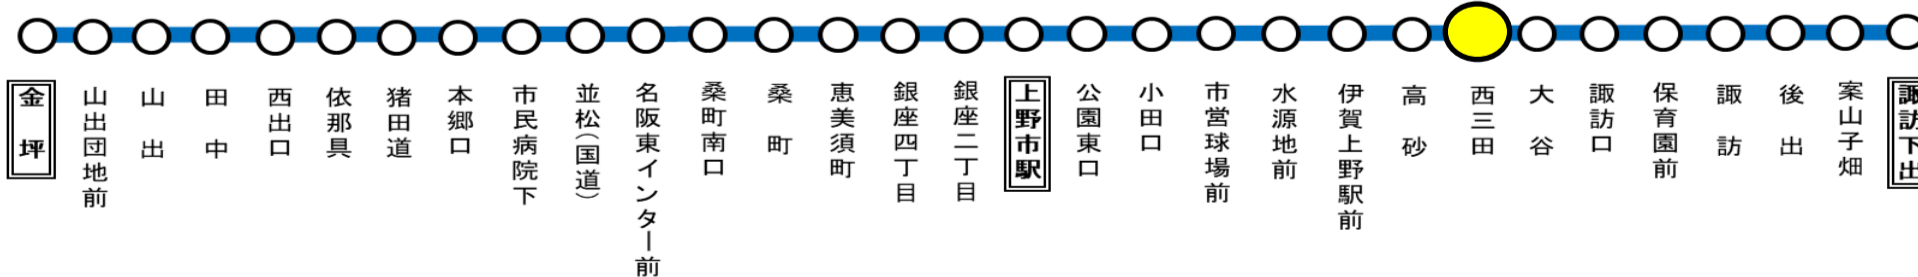 金坪
山出団地前
山出
田中
西出口
依那具
猪田道
本郷口
市民病院下
並松(国道)
名阪東インター前
桑町南口
桑町
恵美須町
銀座四丁目
銀座二丁目
上野市駅
公園東口
小田口
市営球場前
水源地前
伊賀上野駅前
高砂
西三田
大谷
諏訪口
保育園前
諏訪
後出
案山子畑
諏訪下出